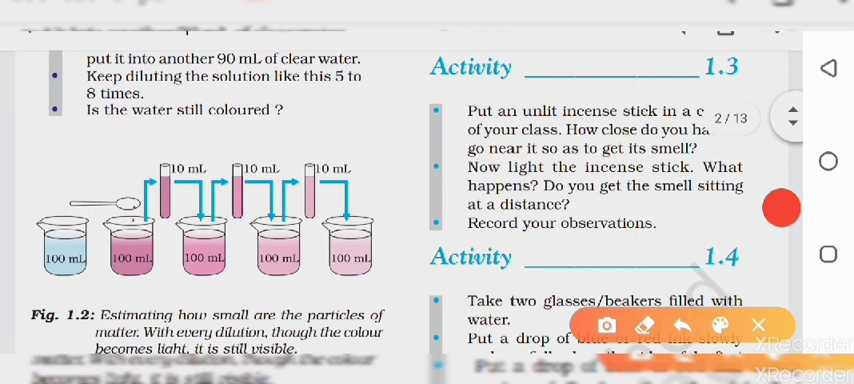 put it into another 90 mL of clear water.
Keep diluting the solution like this 5 to
8 times.
Is the water still coloured ?
10 mL 10 mL 10 mL
100 mL 100 mL 100 mL 100 mL 100 mL
Fig. 1.2: Estimating how small are the particles of
matter. With every dilution, though the colour
becomes light, it is still visible.
Activity 1.3
Put an unlit incense stick in a
of your class. How close do you
go near it so as to get its smell?
Now light the incense stick. What
happens? Do you get the smell sitting
at a distance?
Record your observations.
Activity 1.4
Take two glasses/beakers filled with
water.
Put a drop of blue or red ink slowly
2 / 13
XRecorder
XRecorder